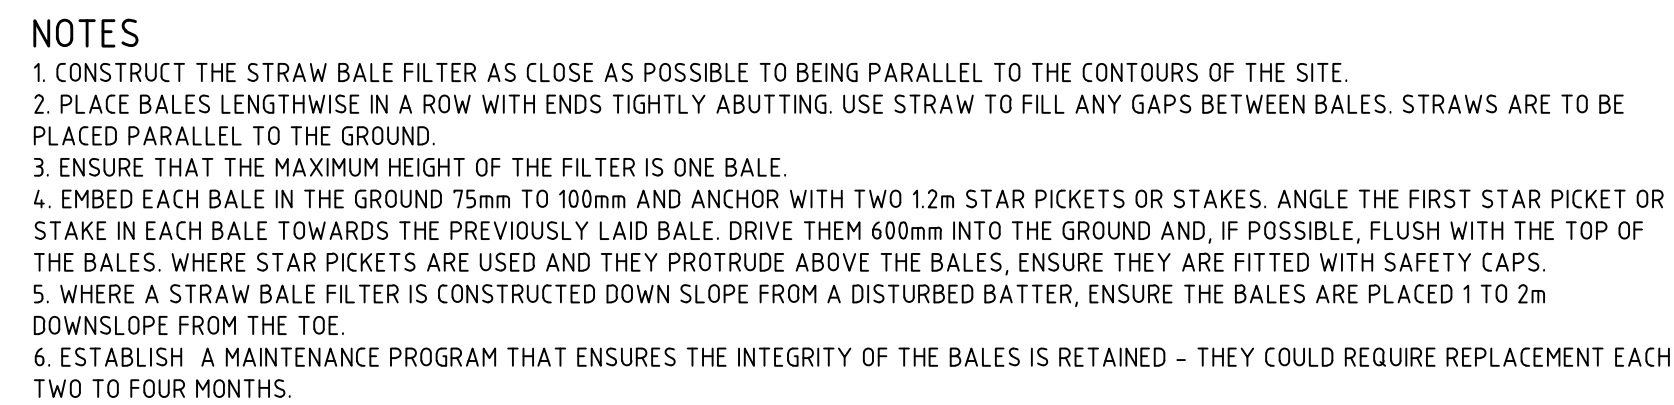 NOTES
1. CONSTRUCT THE STRAW BALE FILTER AS CLOSE AS POSSIBLE TO BEING PARALLEL TO THE CONTOURS OF THE SITE.
2. PLACE BALES LENGTHWISE IN A ROW WITH ENDS TIGHTLY ABUTTING. USE STRAW TO FILL ANY GAPS BETWEEN BALES. STRAWS ARE TO BE
PLACED PARALLEL TO THE GROUND.
3. ENSURE THAT THE MAXIMUM HEIGHT OF THE FILTER IS ONE BALE.
4. EMBED EACH BALE IN THE GROUND 75mm TO 100mm AND ANCHOR WITH TWO 1.2m STAR PICKETS OR STAKES. ANGLE THE FIRST STAR PICKET OR
STAKE IN EACH BALE TOWARDS THE PREVIOUSLY LAID BALE. DRIVE THEM 600mm INTO THE GROUND AND, IF POSSIBLE, FLUSH WITH THE TOP OF
THE BALES. WHERE STAR PICKETS ARE USED AND THEY PROTRUDE ABOVE THE BALES, ENSURE THEY ARE FITTED WITH SAFETY CAPS.
5. WHERE A STRAW BALE FILTER IS CONSTRUCTED DOWN SLOPE FROM A DISTURBED BATTER, ENSURE THE BALES ARE PLACED 1 TO 2m
DOWNSLOPE FROM THE TOE.
6. ESTABLISH  A MAINTENANCE PROGRAM THAT ENSURES THE INTEGRITY OF THE BALES IS RETAINED - THEY COULD REQUIRE REPLACEMENT EACH
TWO TO FOUR MONTHS.